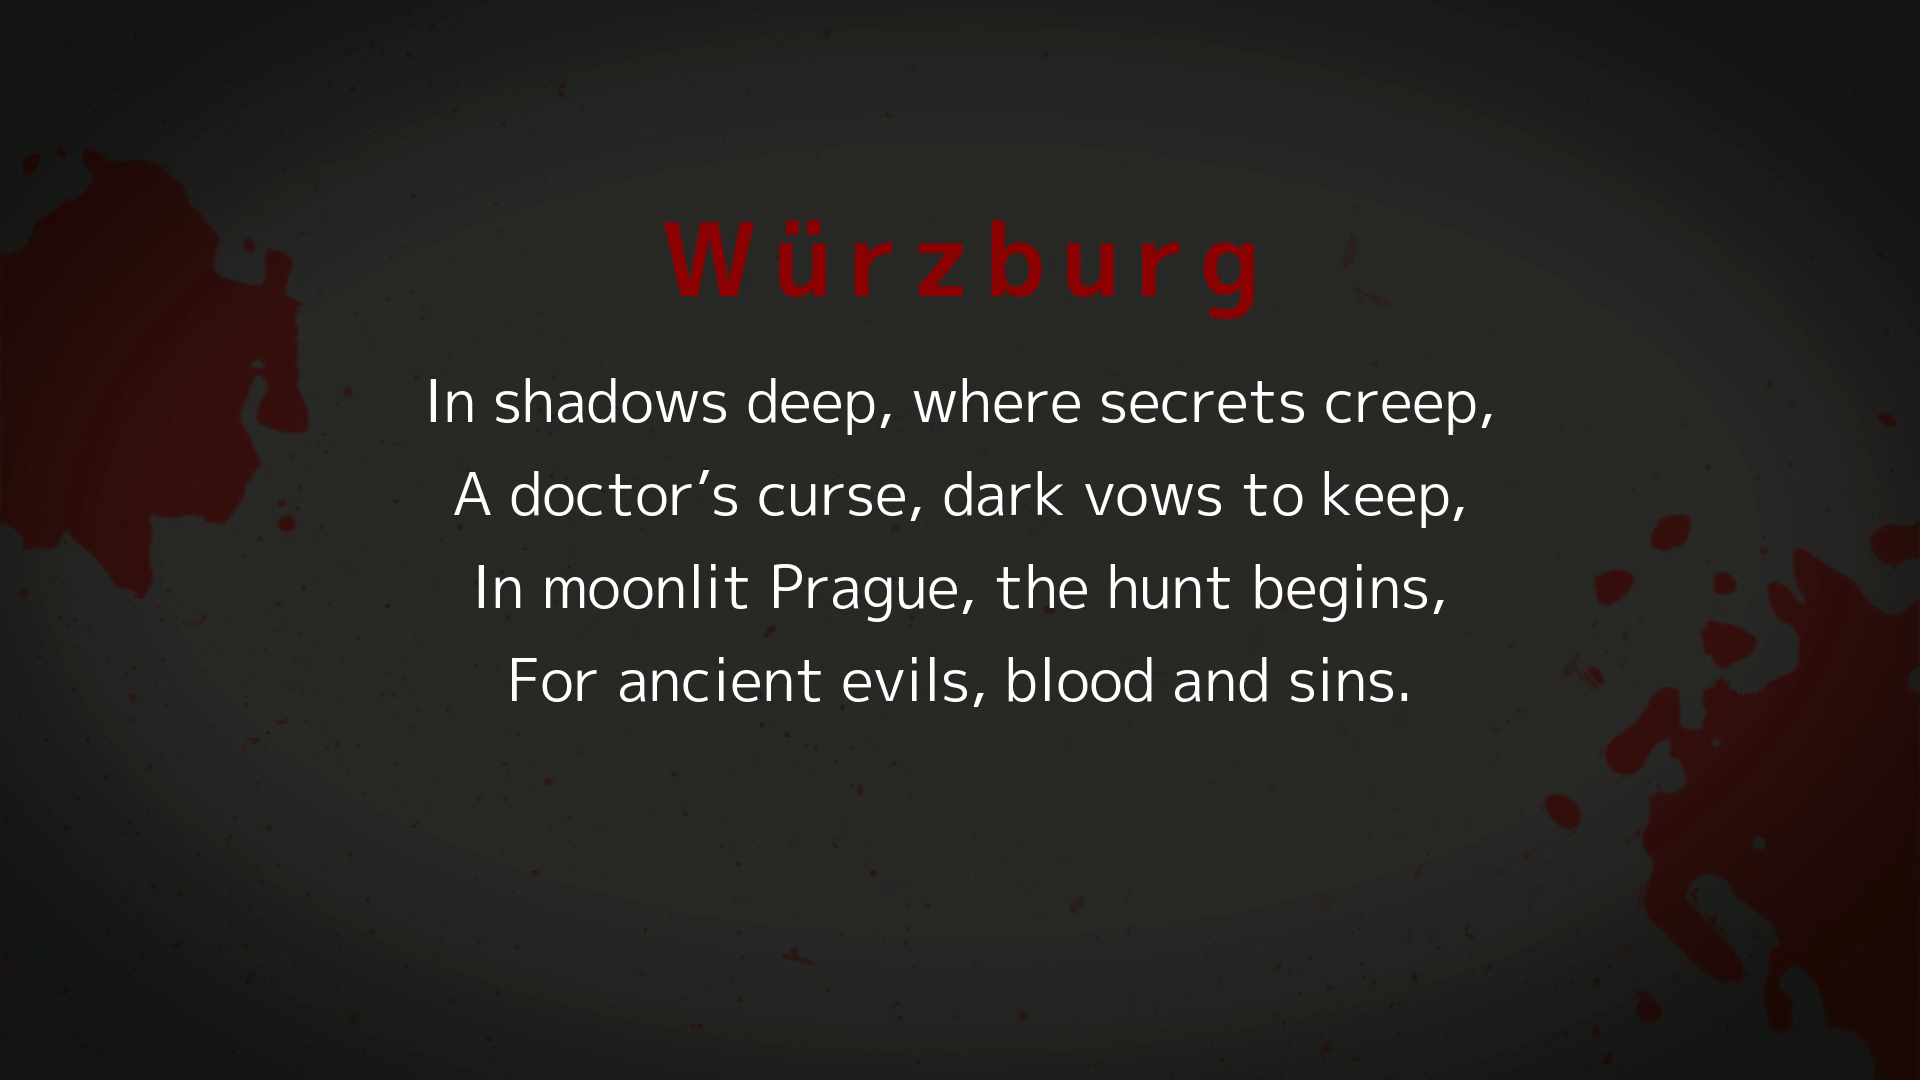 Würzburg
In shadows deep, where secrets creep,
A doctor’s curse, dark vows to keep,
In moonlit Prague, the hunt begins,
For ancient evils, blood and sins.